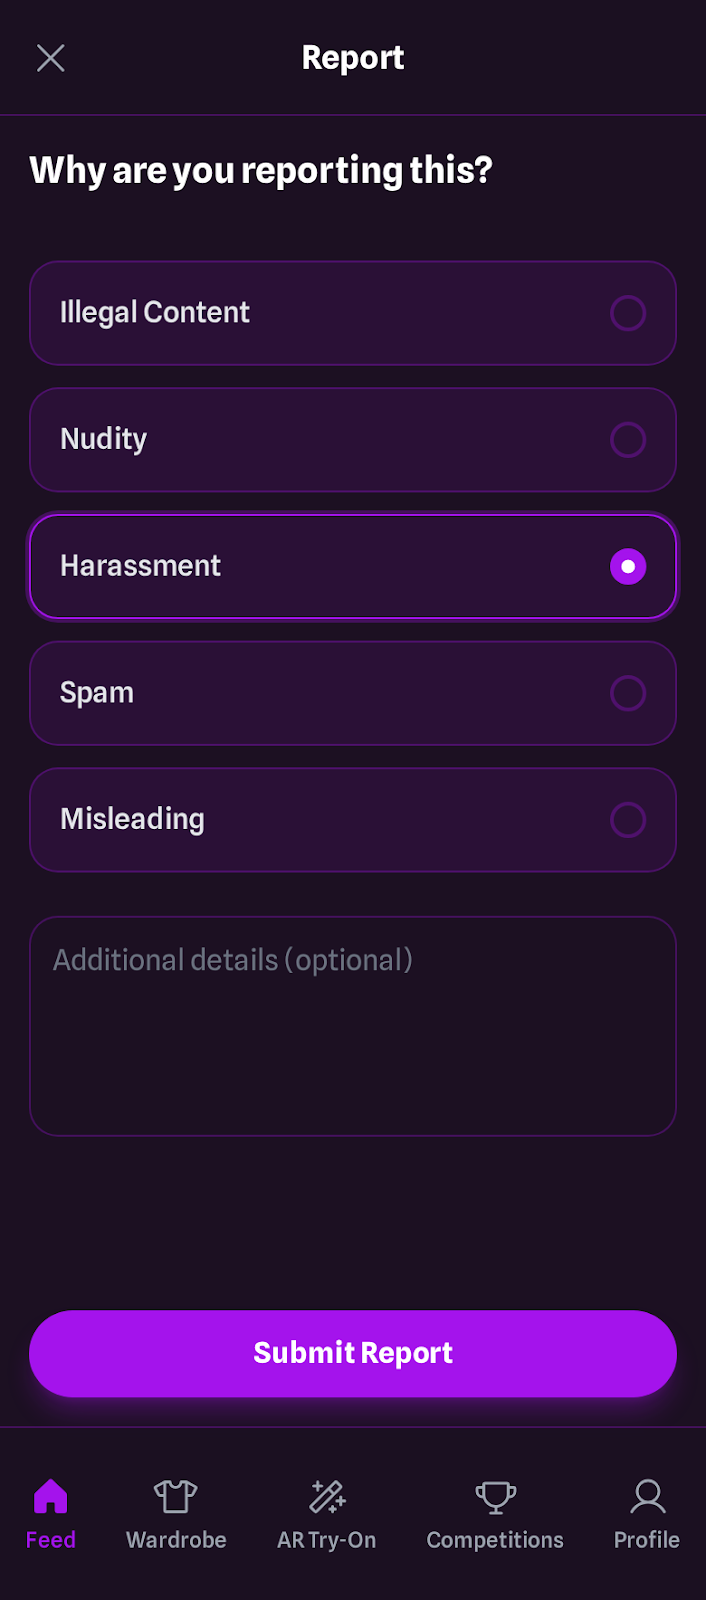 Report
Why are you reporting this?
Illegal Content
Nudity
Harassment
Spam
Misleading
Additional details (optional)
Submit Report
Feed
Wardrobe
AR Try-On
Competitions
Profile